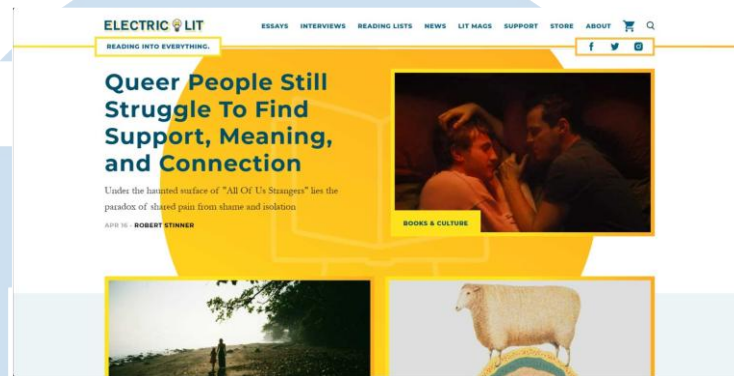 ELECTRIC LIT
ESSAYS INTERVIEWS READING LISTS NEWS LIT MAGS SUPPORT STORE ABOUT
READING INTO EVERYTHING.
Queer People Still
Struggle To Find
Support, Meaning,
and Connection
Under the haunted surface of "All Of Us Strangers" lies the
paradox of shared pain from shame and isolation
APR 16 - ROBERT STINNER
BOOKS & CULTURE